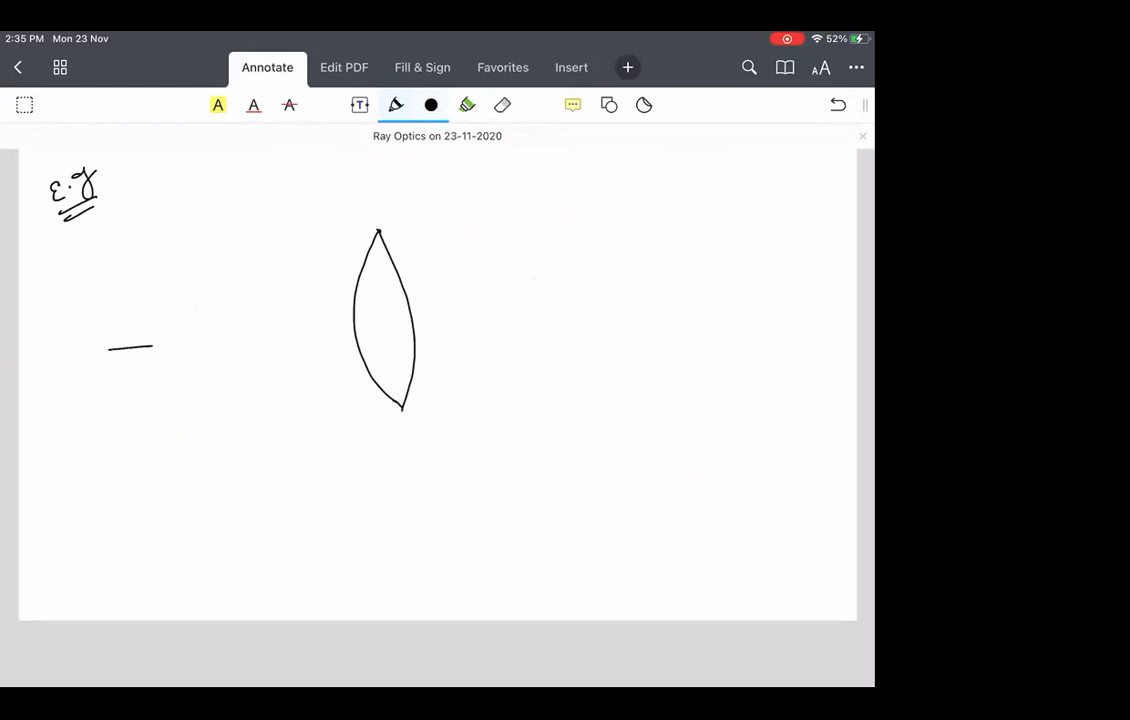 2:35 PM Mon 23 Nov
52%
Annotate Edit PDF Fill & Sign Favorites Insert
A A A T AA
Ray Optics on 23-11-2020
E.g